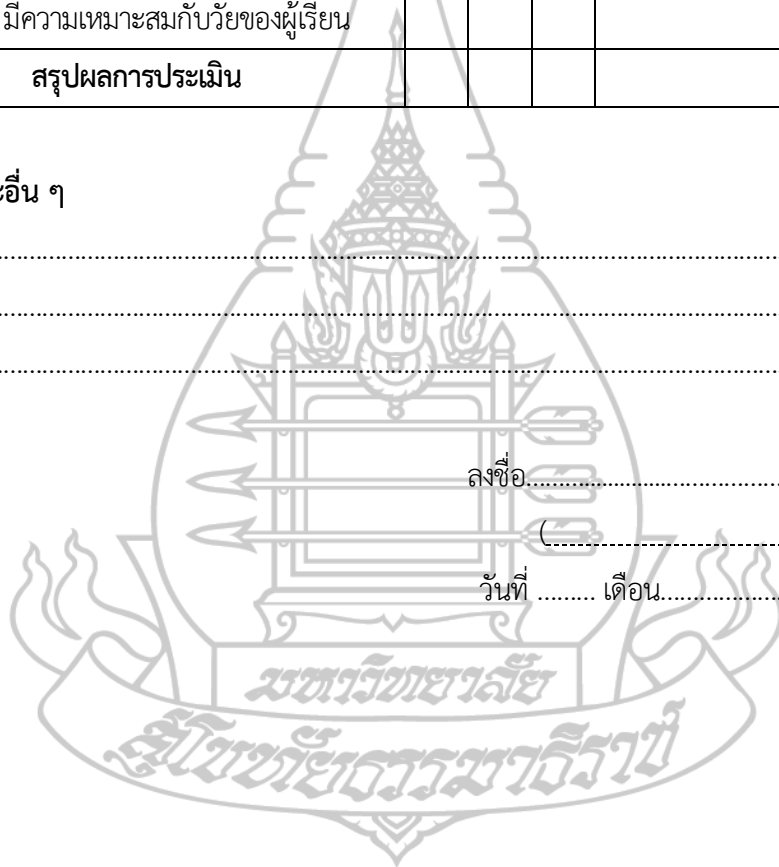 มีความเหมาะสมกับวัยของผู้เรียน
สรุปผลการประเมิน
ะอื่น ๆ
................................................................................
................................................................................
................................................................................
ลงชื่อ........................................
(........................................
วันที่ ......... เดือน....................
มหาวิทยาลัย
สุโขทัยธรรมาธิราช